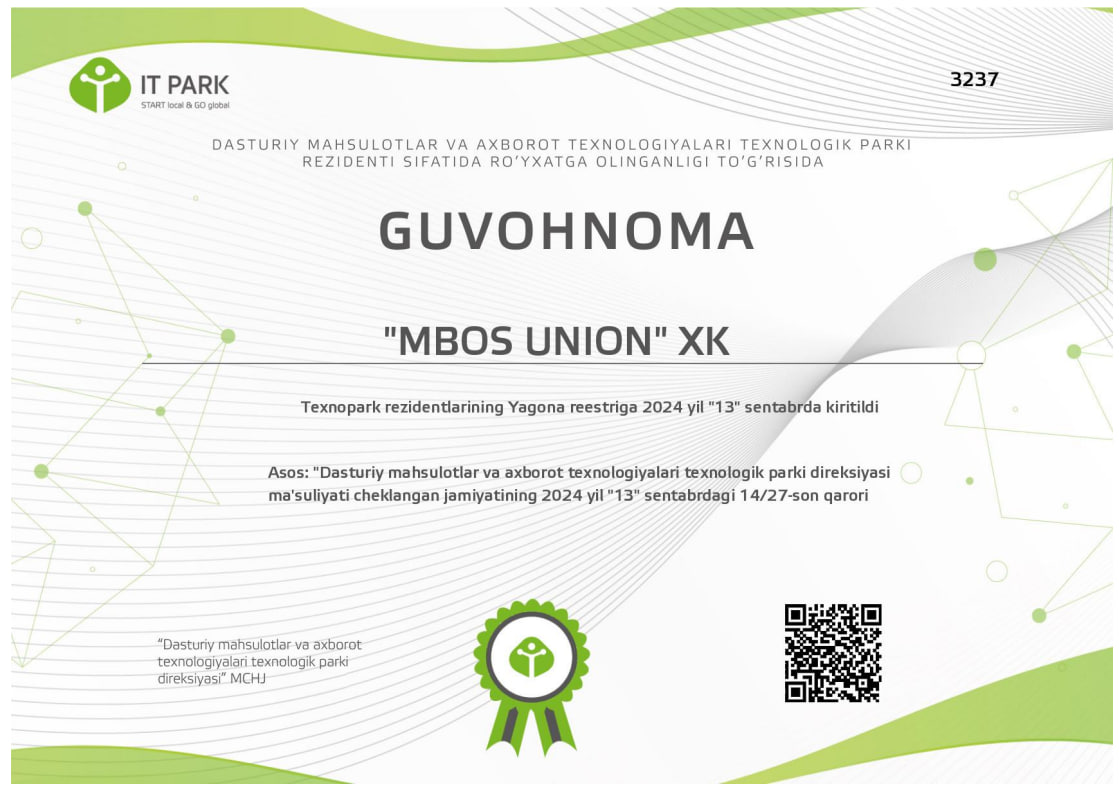 IT PARK
START local & GO global
3237
DASTURIY MAHSULOTLAR VA AXBOROT TEXNOLOGIYALARI TEXNOLOGIK PARKI
REZIDENTI SIFATIDA RO‘YXATGA OLINGANLIGI TO‘G‘RISIDA
GUVOHNOMA
"MBOS UNION" XK
Texnopark rezidentlarining Yagona reestriga 2024 yil "13" sentabrda kiritildi
Asos: "Dasturiy mahsulotlar va axborot texnologiyalari texnologik parki direksiyasi
ma'suliyati cheklangan jamiyatining 2024 yil "13" sentabrdagi 14/27-son qarori
“Dasturiy mahsulotlar va axborot
texnologiyalari texnologik parki
direksiyasi” MCHJ